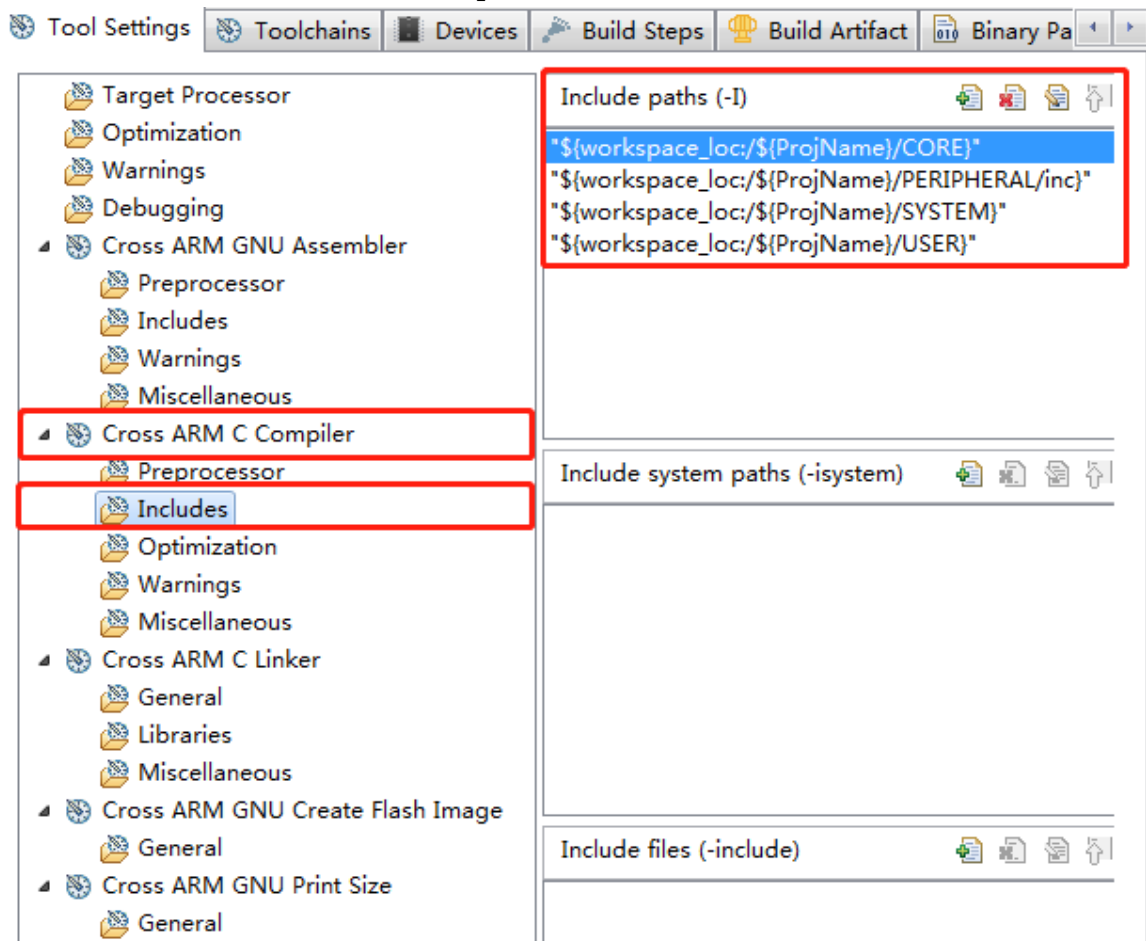 Tool Settings Toolchains Devices Build Steps Build Artifact Binary Pa
Target Processor
Optimization
Warnings
Debugging
Cross ARM GNU Assembler
Preprocessor
Includes
Warnings
Miscellaneous
Cross ARM C Compiler
Preprocessor
Includes
Optimization
Warnings
Miscellaneous
Cross ARM C Linker
General
Libraries
Miscellaneous
Cross ARM GNU Create Flash Image
General
Cross ARM GNU Print Size
General
Include paths (-I)
"${workspace_loc:/${ProjName}/CORE}"
"${workspace_loc:/${ProjName}/PERIPHERAL/inc}"
"${workspace_loc:/${ProjName}/SYSTEM}"
"${workspace_loc:/${ProjName}/USER}"
Include system paths (-isystem)
Include files (-include)